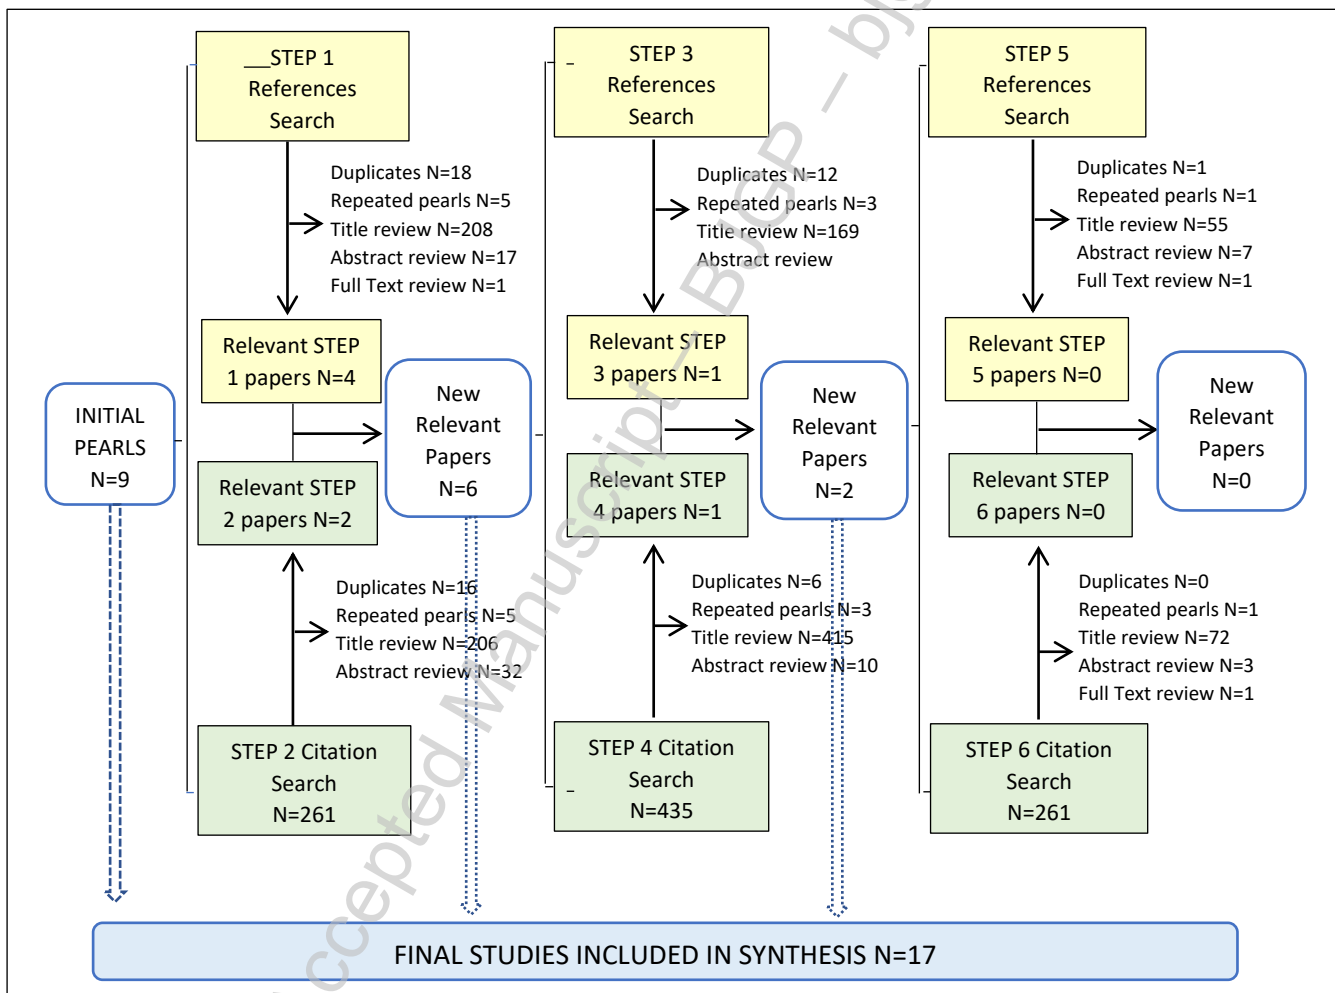 ___STEP 1
References
Search
Duplicates N=18
Repeated pearls N=5
Title review N=208
Abstract review N=17
Full Text review N=1
Relevant STEP
1 papers N=4
INITIAL
PEARLS
N=9
New
Relevant
Papers
N=6
Relevant STEP
2 papers N=2
Duplicates N=16
Repeated pearls N=5
Title review N=206
Abstract review N=32
STEP 2 Citation
Search
N=261
STEP 3
References
Search
Duplicates N=12
Repeated pearls N=3
Title review N=169
Abstract review
Relevant STEP
3 papers N=1
New
Relevant
Papers
N=2
Relevant STEP
4 papers N=1
Duplicates N=6
Repeated pearls N=3
Title review N=415
Abstract review N=10
STEP 4 Citation
Search
N=435
STEP 5
References
Search
Duplicates N=1
Repeated pearls N=1
Title review N=55
Abstract review N=7
Full Text review N=1
Relevant STEP
5 papers N=0
New
Relevant
Papers
N=0
Relevant STEP
6 papers N=0
Duplicates N=0
Repeated pearls N=1
Title review N=72
Abstract review N=3
Full Text review N=1
STEP 6 Citation
Search
N=261
FINAL STUDIES INCLUDED IN SYNTHESIS N=17
ccepted Manuscript – BJGP – bjg